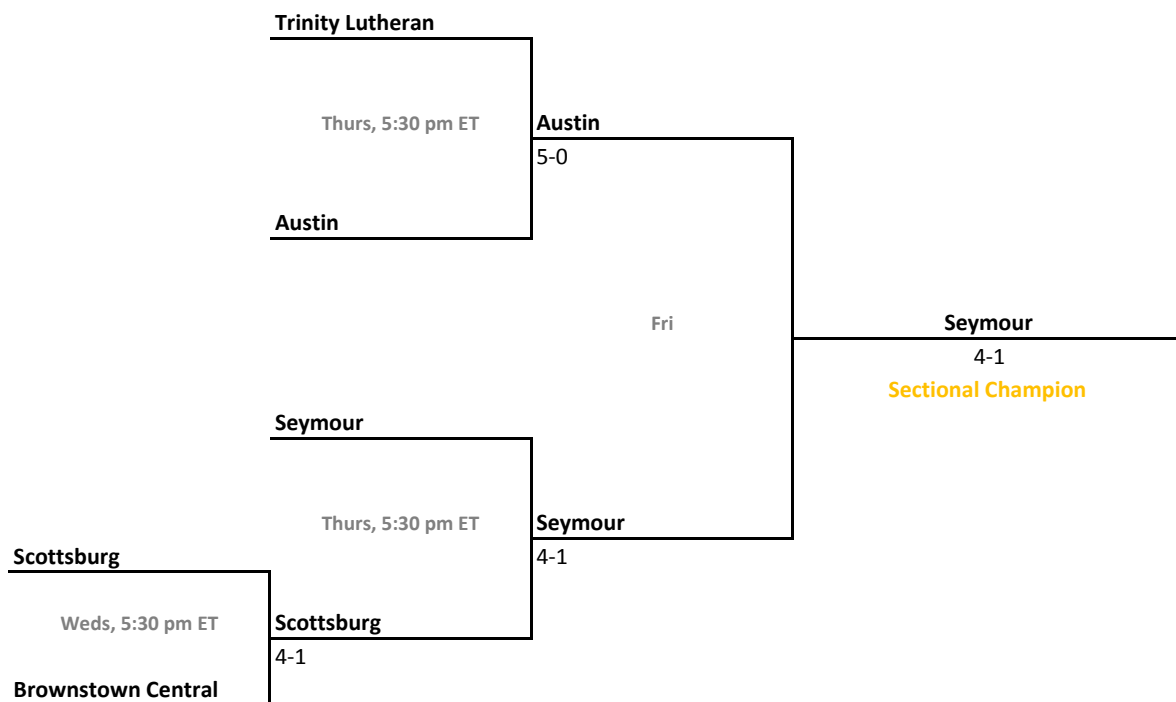 Trinity Lutheran
Thurs, 5:30 pm ET
Austin
5-0
Austin
Fri
Seymour
4-1
Sectional Champion
Seymour
Thurs, 5:30 pm ET
Seymour
4-1
Scottsburg
Weds, 5:30 pm ET
Scottsburg
4-1
Brownstown Central